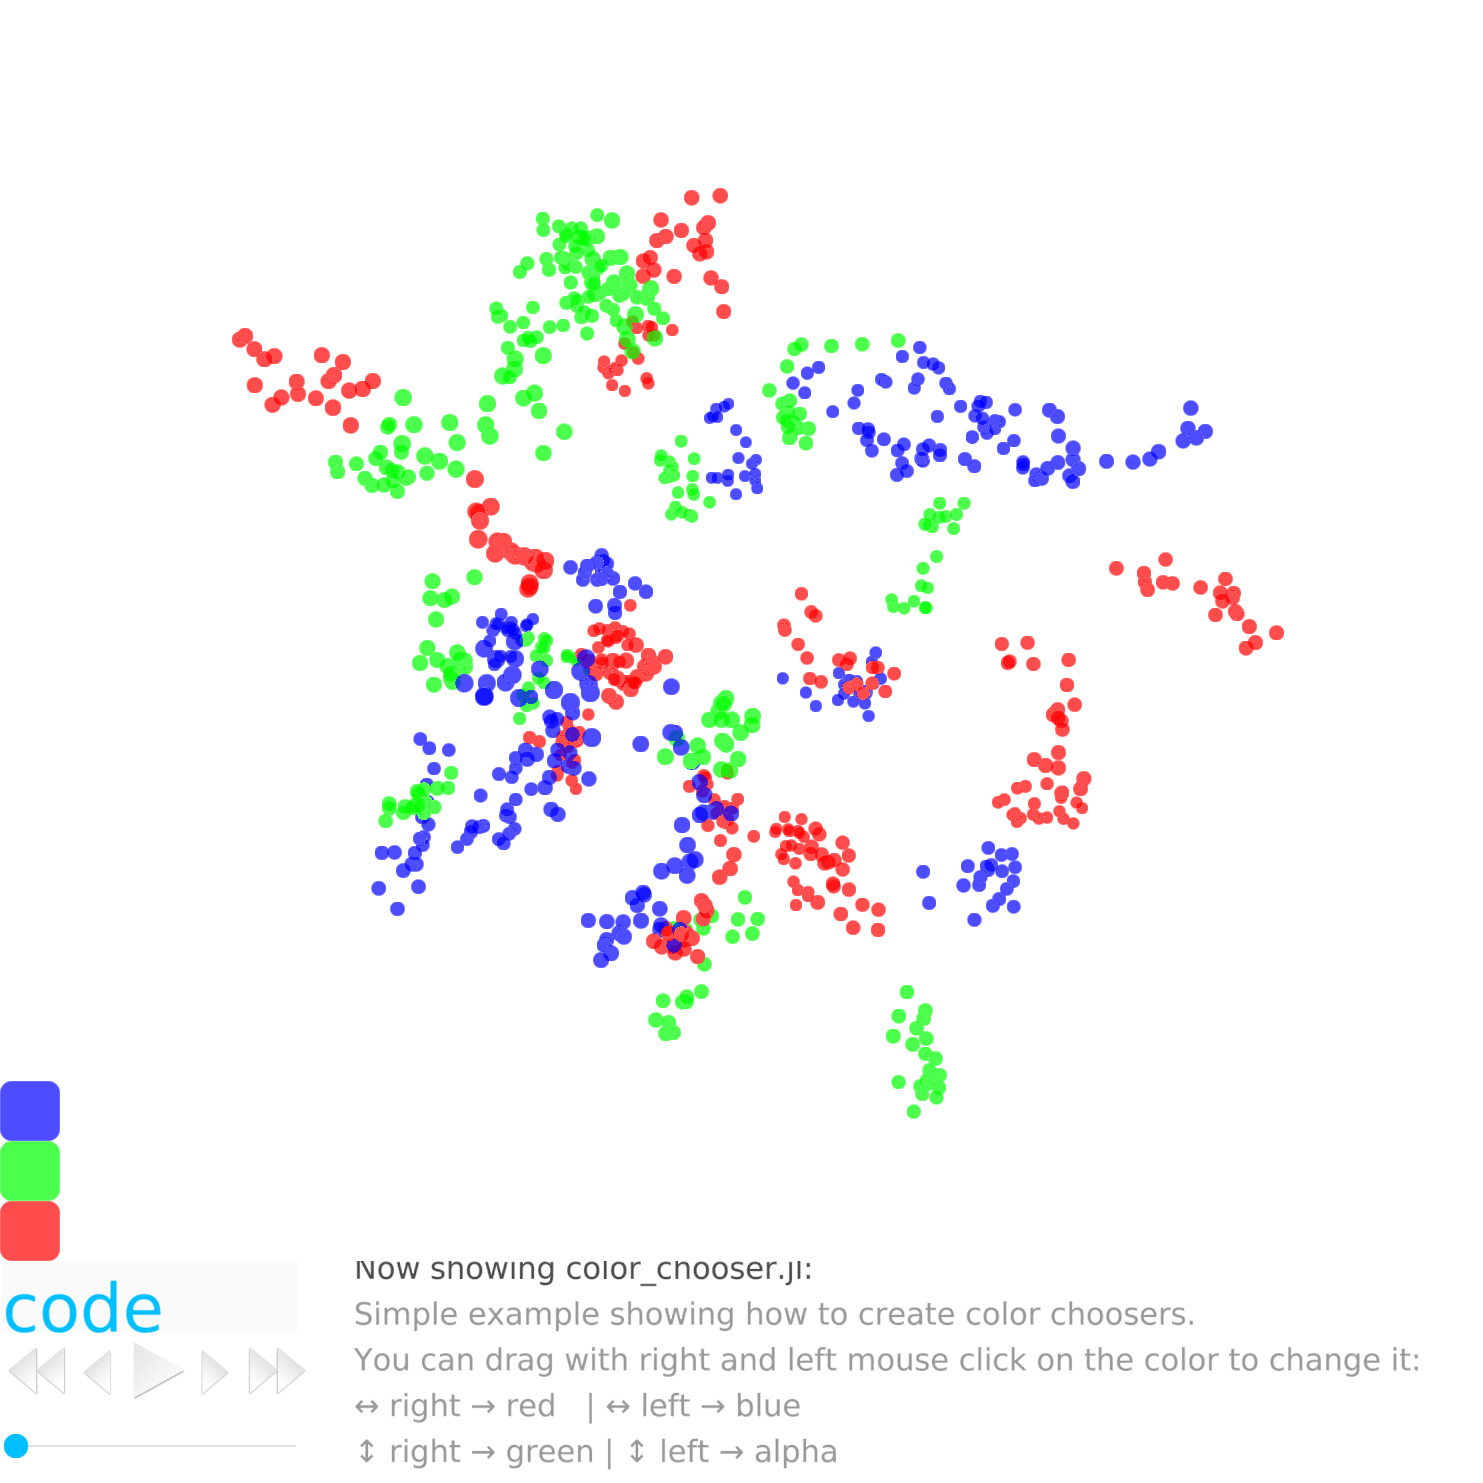 Now showing color_chooser.jl:
code
Simple example showing how to create color choosers.
You can drag with right and left mouse click on the color to change it:
↔ right → red | ↔ left → blue
↕ right → green | ↕ left → alpha